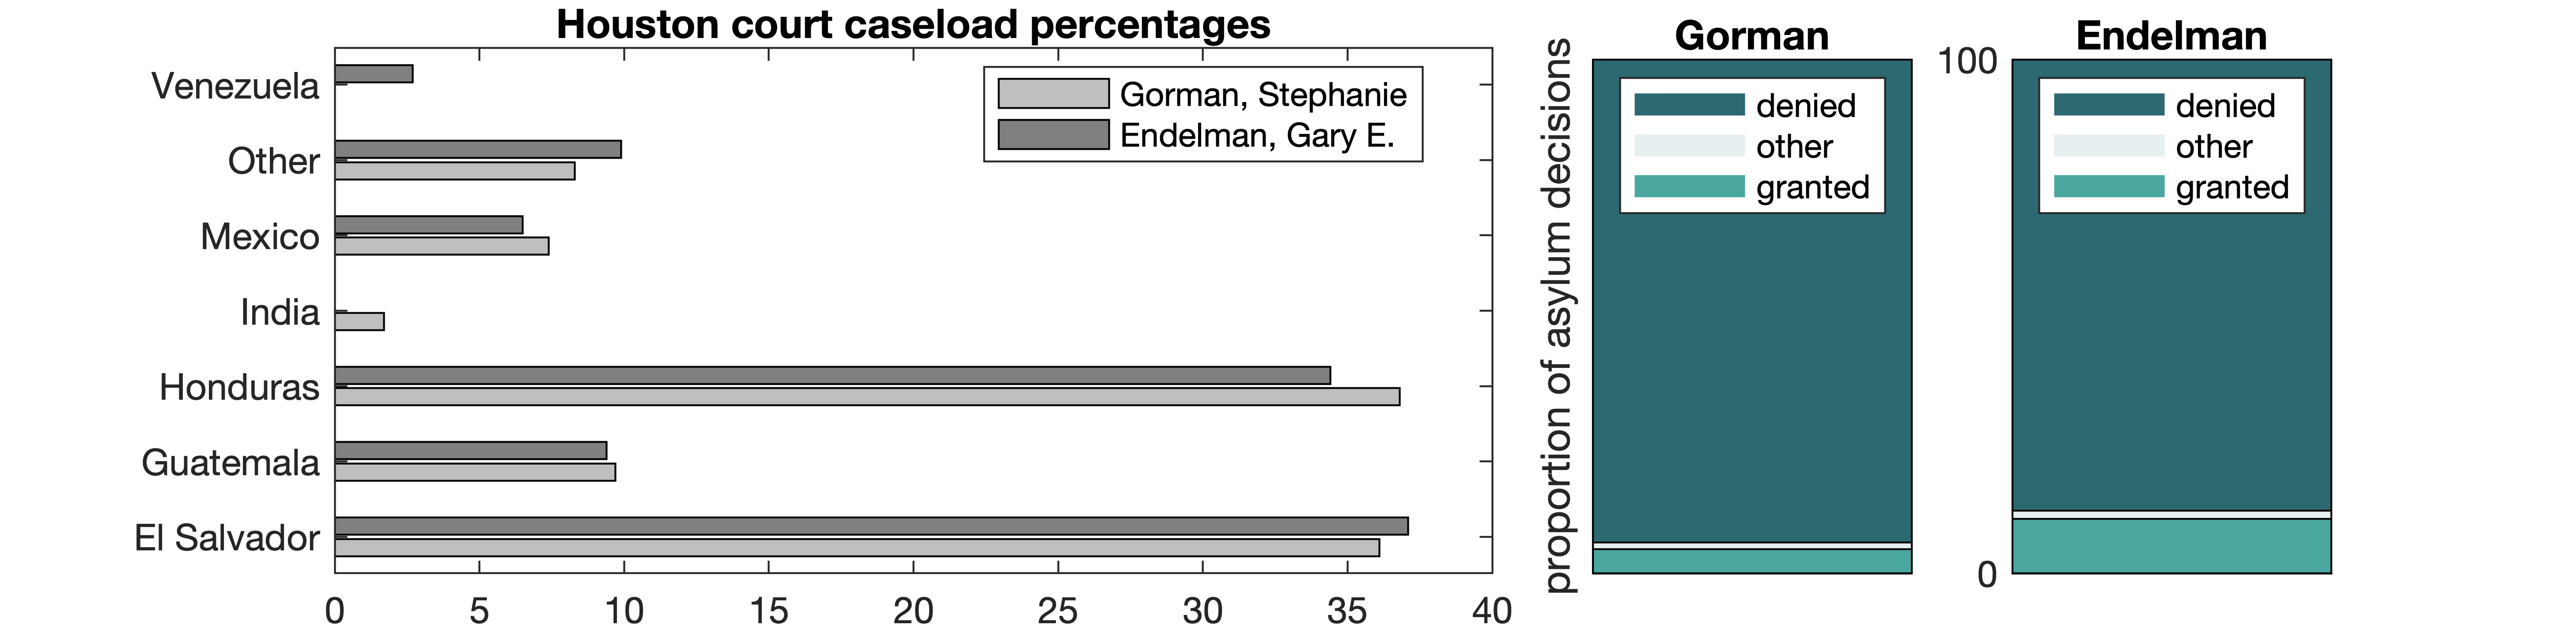 Houston court caseload percentages
Venezuela
Other
Mexico
India
Honduras
Guatemala
El Salvador
0 5 10 15 20 25 30 35 40
Gorman, Stephanie
Endelman, Gary E.
proportion of asylum decisions
Gorman
denied
other
granted
Endelman
100
0
denied
other
granted